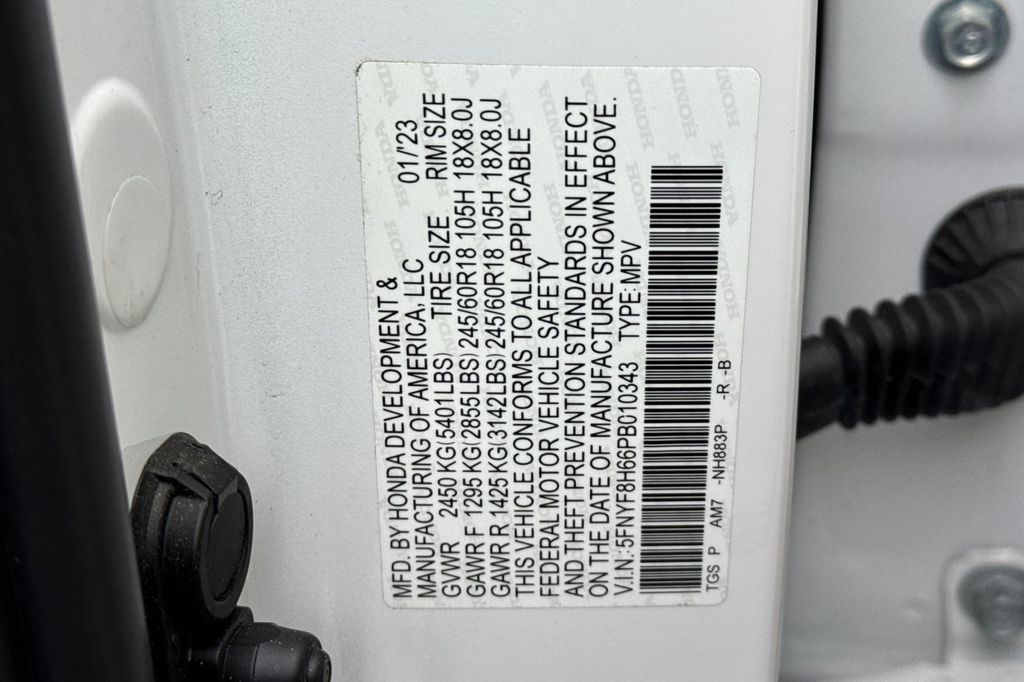 MFD. BY HONDA DEVELOPMENT &
MANUFACTURING OF AMERICA, LLC 01/'23
GVWR 2450 KG(5401LBS) TIRE SIZE RIM SIZE
GAWR F 1295 KG(2855LBS) 245/60R18 105H 18X8.0J
GAWR R 1425 KG(3142LBS) 245/60R18 105H 18X8.0J
THIS VEHICLE CONFORMS TO ALL APPLICABLE
FEDERAL MOTOR VEHICLE SAFETY
AND THEFT PREVENTION STANDARDS IN EFFECT
ON THE DATE OF MANUFACTURE SHOWN ABOVE.
V.I.N.: 5FNYF8H66PB010343 TYPE: MPV
TGS P AM7 -NH883P -R -B
HONDA